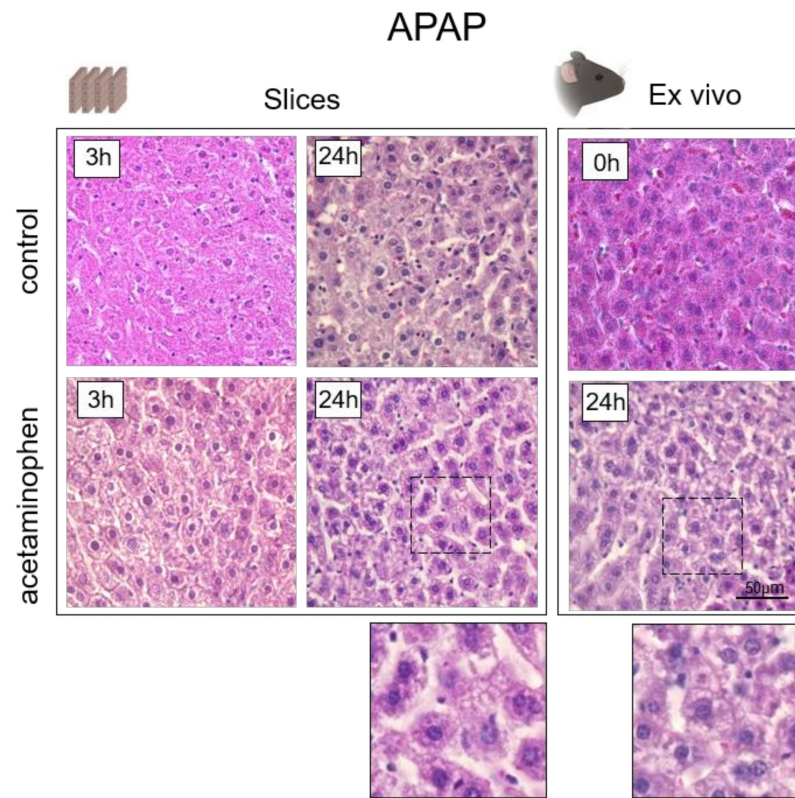 APAP
Slices
Ex vivo
control
3h
24h
0h
acetaminophen
3h
24h
24h
50μm